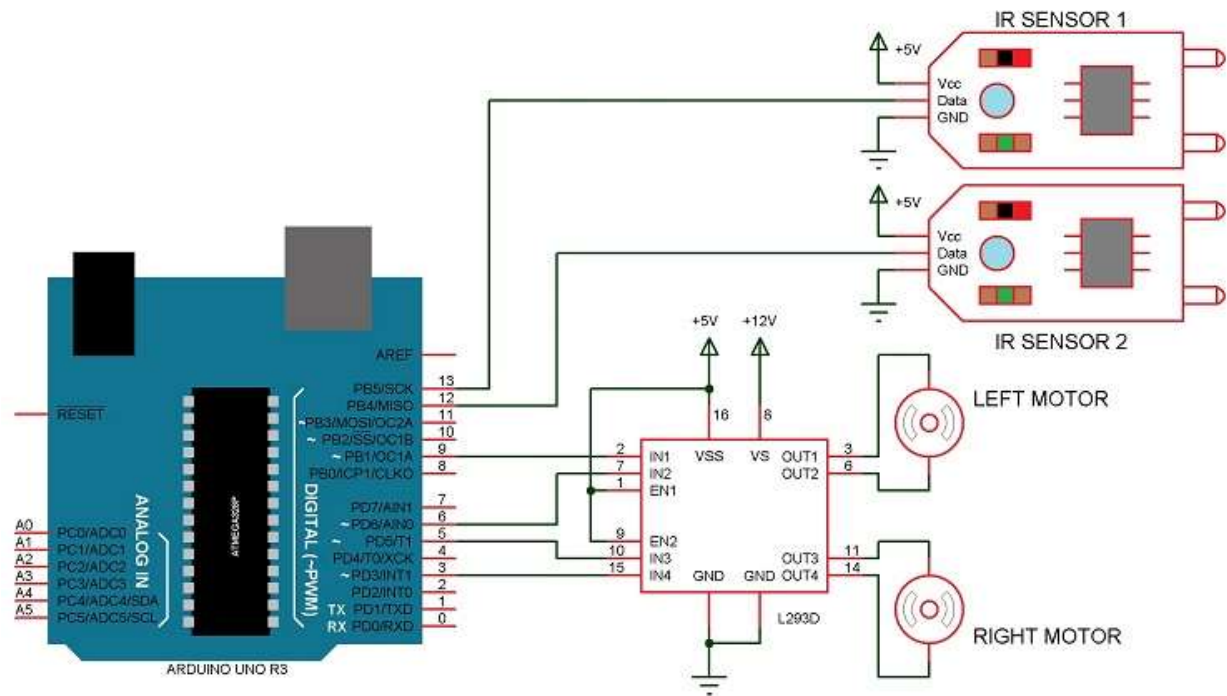 IR SENSOR 1
+5V
Vcc
Data
GND
+5V
Vcc
Data
GND
IR SENSOR 2
+5V
+12V
AREF
PB5/SCK 13
PB4/MISO 12
~PB3/MOSI/OC2A 11
~ PB2/SS/OC1B 10
~ PB1/OC1A 9
PB0/ICP1/CLKO 8
PD7/AIN1 7
~ PD6/AIN0 6
~ PD5/T1 5
PD4/T0/XCK 4
~PD3/INT1 3
PD2/INT0 2
TX PD1/TXD 1
RX PD0/RXD 0
RESET
ATMEGA328P
DIGITAL (~PWM)
ANALOG IN
A0 PC0/ADC0
A1 PC1/ADC1
A2 PC2/ADC2
A3 PC3/ADC3
A4 PC4/ADC4/SDA
A5 PC5/ADC5/SCL
ARDUINO UNO R3
16 8
VSS VS
2 IN1
7 IN2
1 EN1
9 EN2
10 IN3
15 IN4
OUT1 3
OUT2 6
OUT3 11
OUT4 14
GND GND
L293D
LEFT MOTOR
RIGHT MOTOR